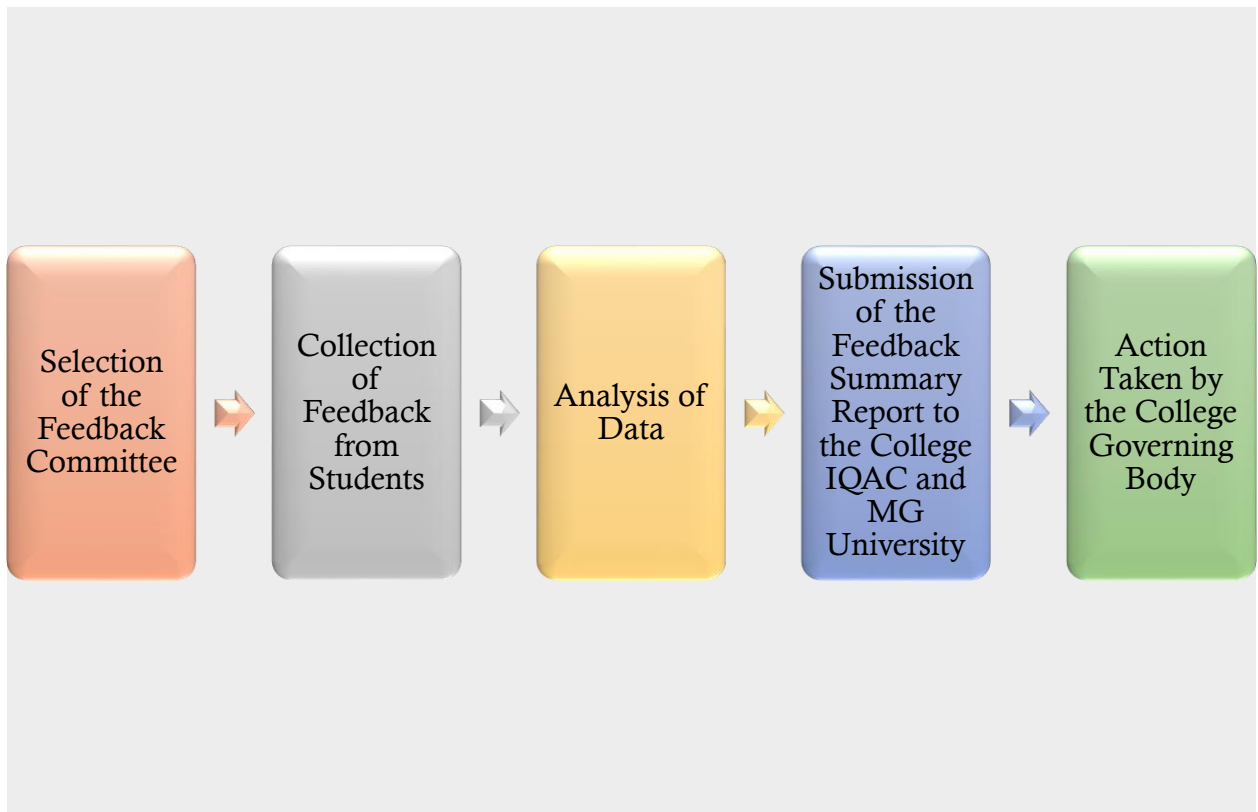 Selection
of the
Feedback
Committee
Collection
of
Feedback
from
Students
Analysis of
Data
Submission
of the
Feedback
Summary
Report to
the College
IQAC and
MG
University
Action
Taken by
the College
Governing
Body